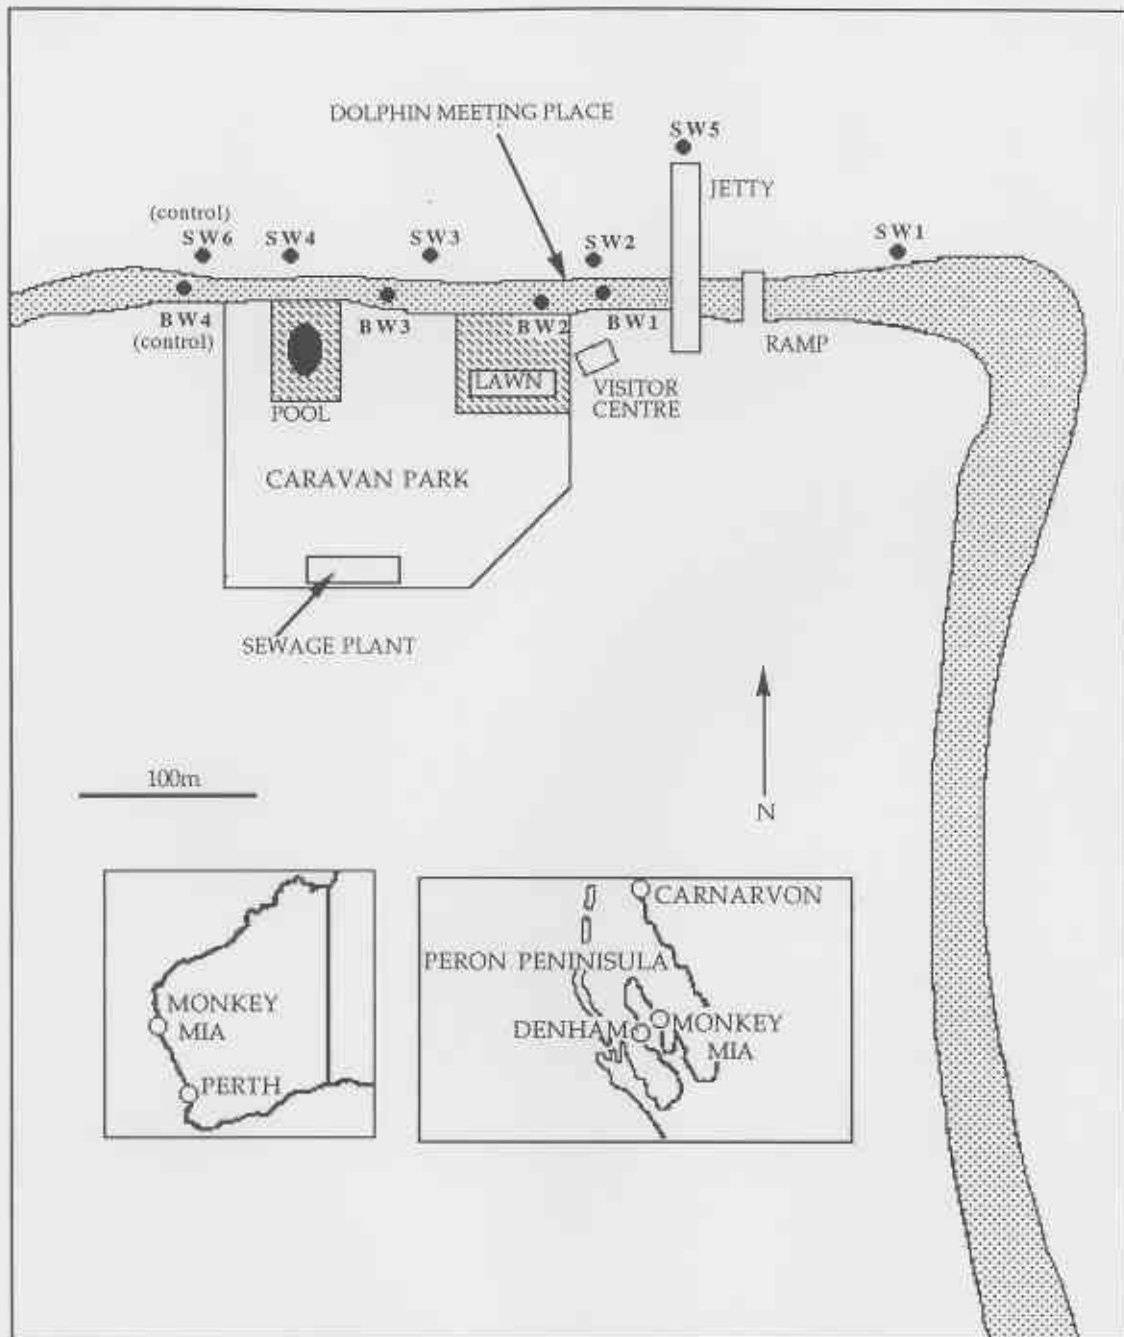 DOLPHIN MEETING PLACE
SW5
JETTY
(control)
SW6
SW4
SW3
SW2
SW1
BW4
(control)
BW3
BW2
BW1
RAMP
LAWN
VISITOR
CENTRE
POOL
CARAVAN PARK
SEWAGE PLANT
100m
N
MONKEY
MIA
PERTH
CARNARVON
PERON PENINISULA
DENHAM
MONKEY
MIA